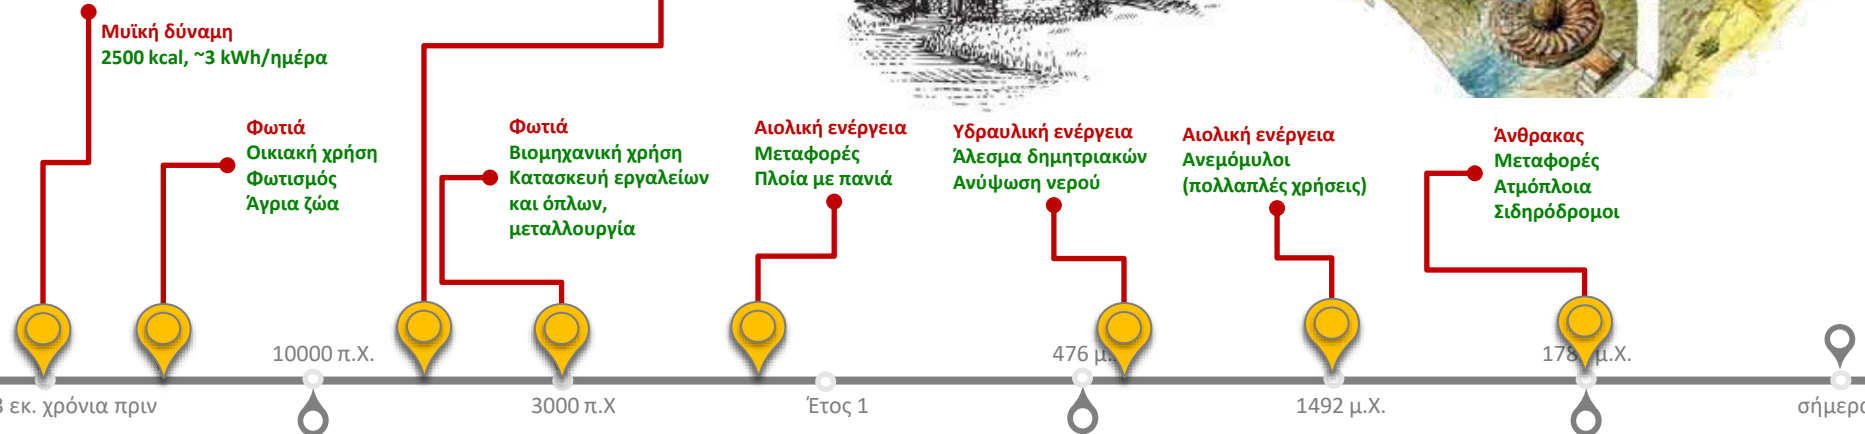 Μυϊκή δύναμη
2500 kcal, ~3 kWh/ημέρα
Φωτιά
Οικιακή χρήση
Φωτισμός
Άγρια ζώα
Φωτιά
Βιομηχανική χρήση
Κατασκευή εργαλείων
και όπλων,
μεταλλουργία
Αιολική ενέργεια
Μεταφορές
Πλοία με πανιά
Υδραυλική ενέργεια
Άλεσμα δημητριακών
Ανύψωση νερού
Αιολική ενέργεια
Ανεμόμυλοι
(πολλαπλές χρήσεις)
Άνθρακας
Μεταφορές
Ατμόπλοια
Σιδηρόδρομοι
10000 π.Χ.
476
μ.Χ.
εκ. χρόνια πριν
3000 π.Χ
Έτος 1
1492 μ.Χ.